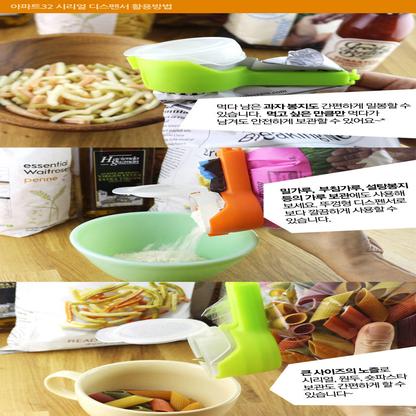 아파트32 시리얼 디스펜서 활용방법
먹다 남은 과자 봉지도 간편하게 밀봉할 수
있습니다. 먹고 싶은 만큼만 먹다가
남겨도 안전하게 보관할 수 있어요~
essential
Waitrose
penne
밀가루, 부침가루, 설탕봉지
등의 가루 보관에도 사용해
보세요. 뚜껑형 디스펜서로
보다 깔끔하게 사용할 수
있습니다.
큰 사이즈의 노즐로
시리얼, 원두, 숏파스타
보관도 간편하게 할 수
있습니다~